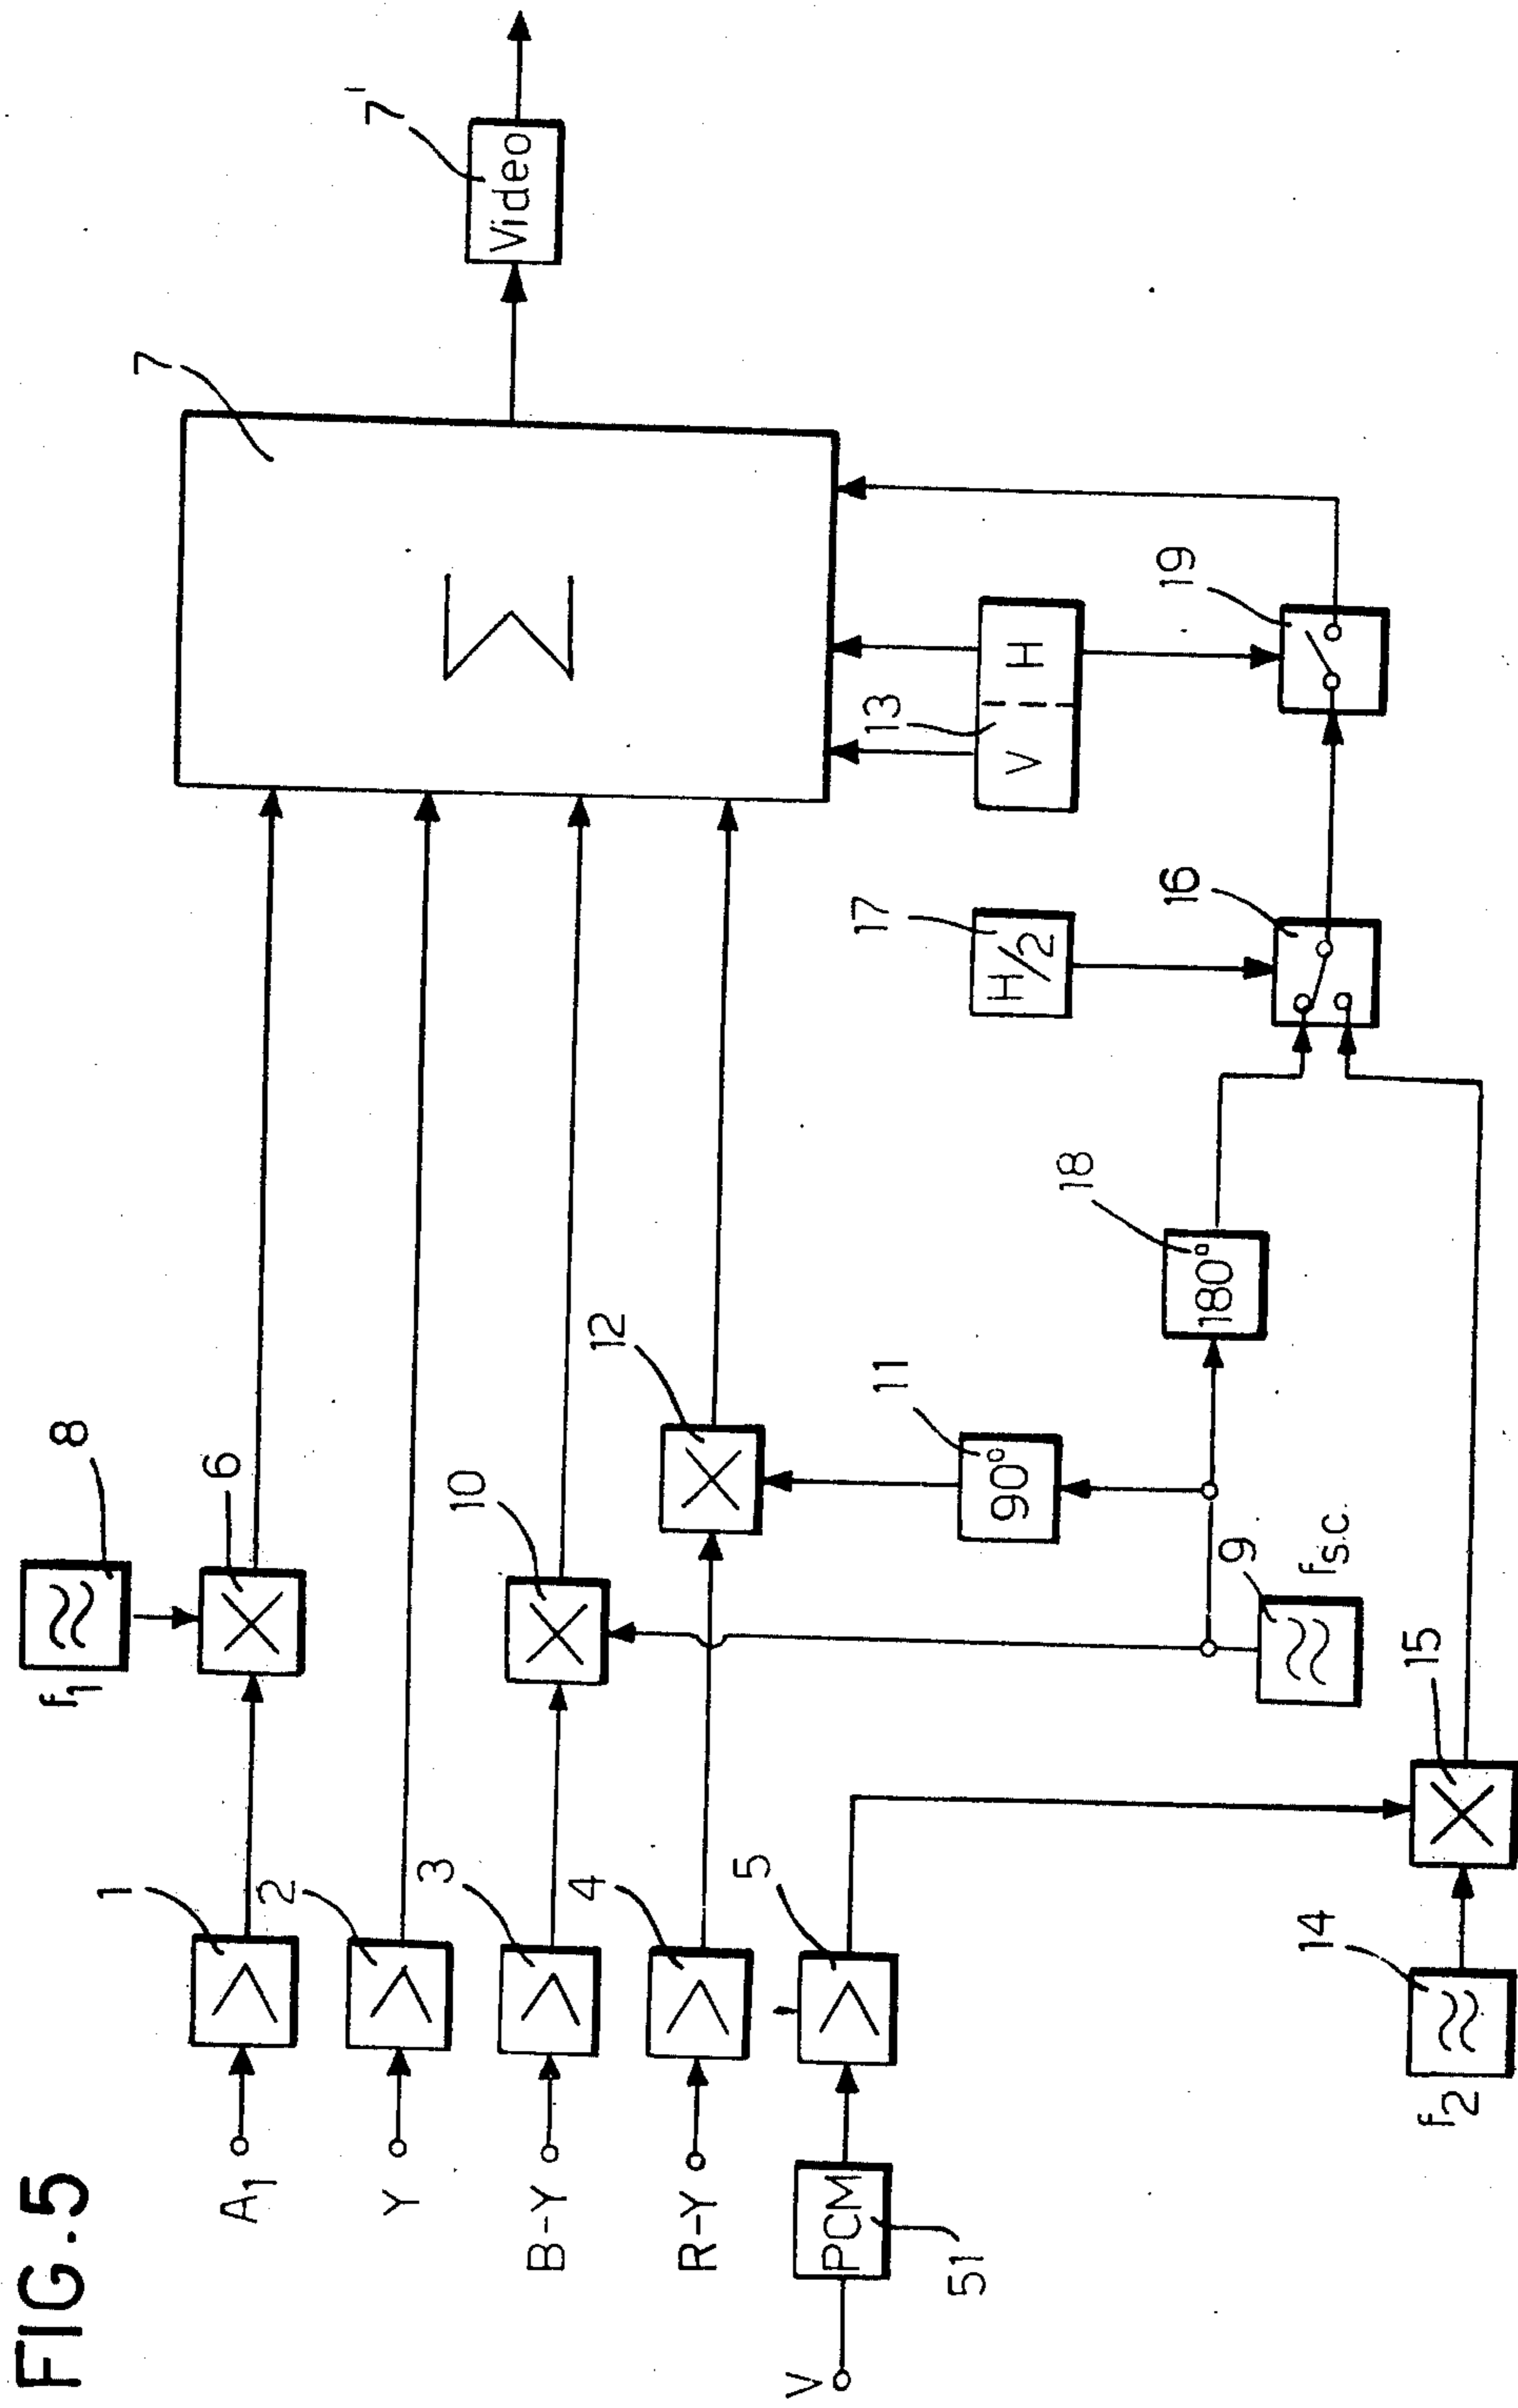 FIG.5
f1
8
6
A1
1
Y
2
B-Y
3
10
R-Y
4
12
7
Σ
7'
Video
V
PCM
51
5
90°
11
180°
18
9
fs.c.
H/2
17
V
H
13
16
19
f2
14
15